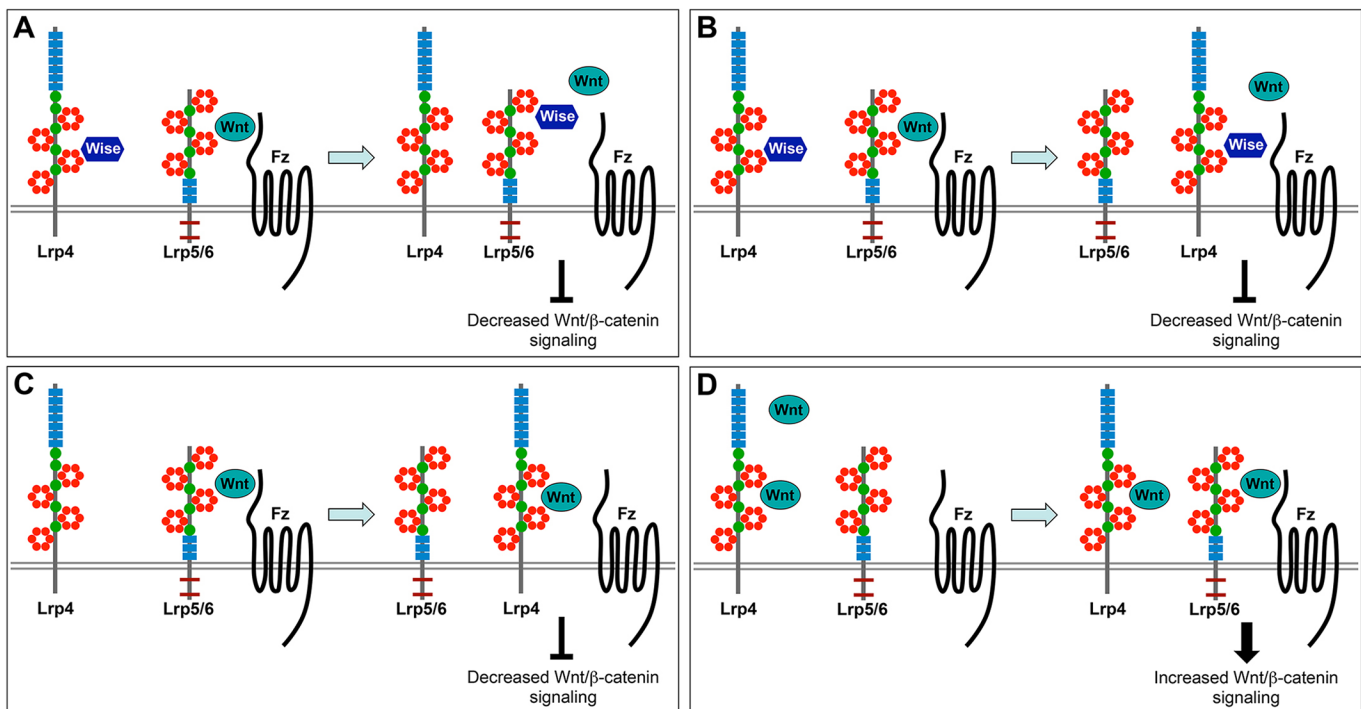 A
Wise
Wnt
Fz
Lrp4
Lrp5/6
Wnt
Wise
Fz
Lrp4
Lrp5/6
Decreased Wnt/β-catenin
signaling
B
Wise
Wnt
Fz
Lrp4
Lrp5/6
Wnt
Wise
Fz
Lrp5/6
Lrp4
Decreased Wnt/β-catenin
signaling
C
Wnt
Fz
Lrp4
Lrp5/6
Wnt
Fz
Lrp5/6
Lrp4
Decreased Wnt/β-catenin
signaling
D
Wnt
Wnt
Fz
Lrp4
Lrp5/6
Wnt
Wnt
Fz
Lrp4
Lrp5/6
Increased Wnt/β-catenin
signaling